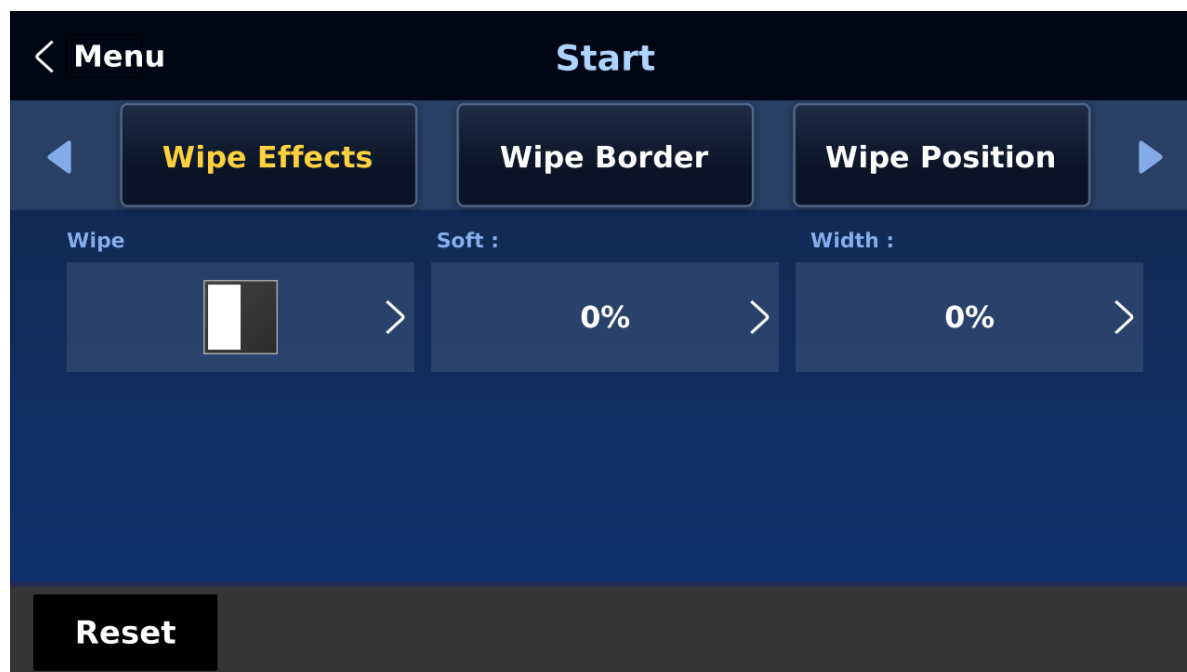 Menu
Start
Wipe Effects
Wipe Border
Wipe Position
Wipe
Soft :
Width :
0%
0%
Reset